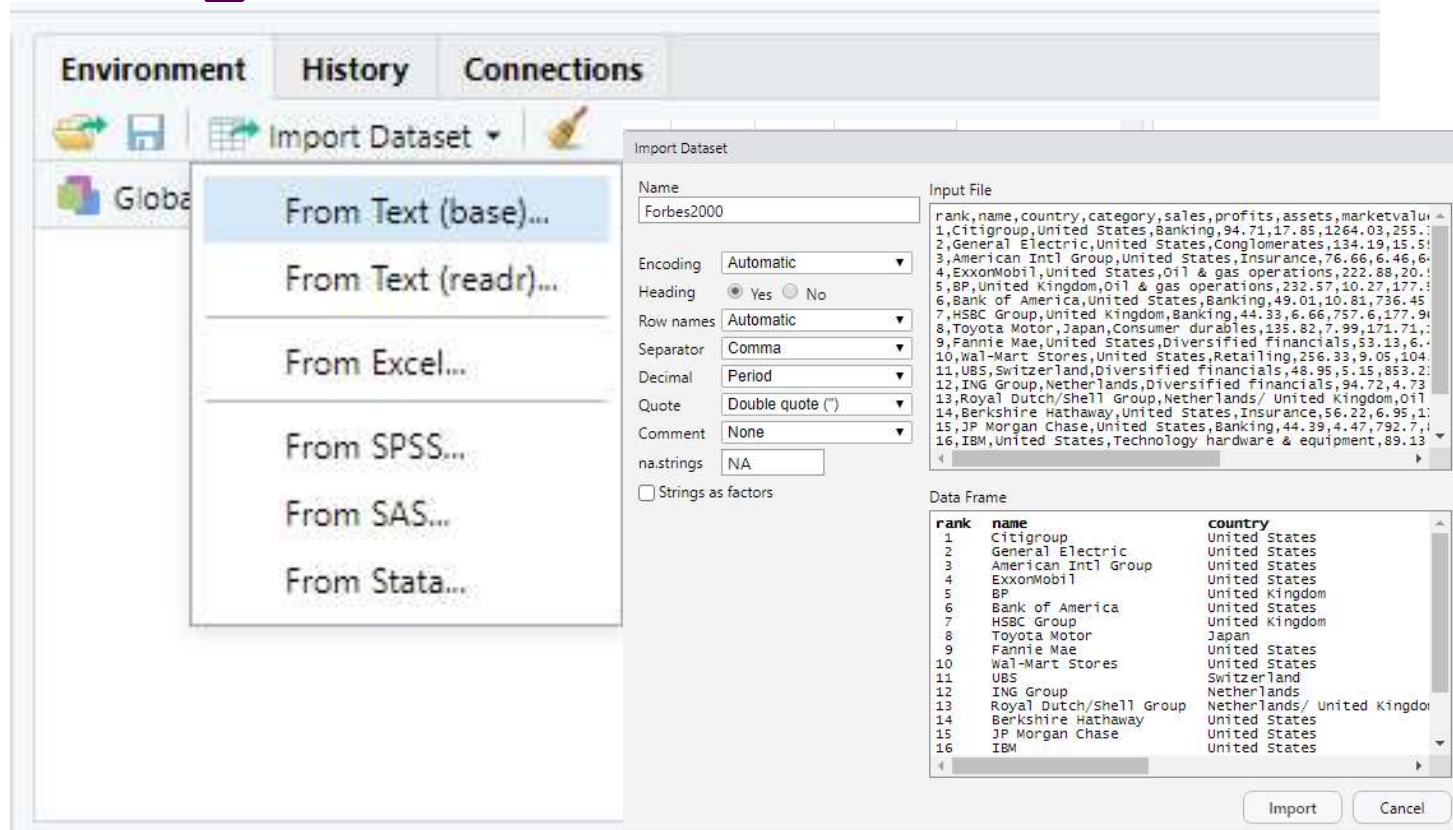 Environment History Connections
Import Dataset
Globa
From Text (base)...
From Text (readr)...
From Excel...
From SPSS...
From SAS...
From Stata...
Import Dataset
Name
Forbes2000
Encoding Automatic
Heading Yes No
Row names Automatic
Separator Comma
Decimal Period
Quote Double quote (")
Comment None
na.strings NA
Strings as factors
Input File
rank,name,country,category,sales,profits,assets,marketvalu
1,Citigroup,United States,Banking,94.71,17.85,1264.03,255.
2,General Electric,United States,Conglomerates,134.19,15.5
3,American Intl Group,United States,Insurance,76.66,6.46,6
4,ExxonMobil,United States,Oil & gas operations,222.88,20.
5,BP,United Kingdom,Oil & gas operations,232.57,10.27,177.
6,Bank of America,United States,Banking,49.01,10.81,736.45
7,HSBC Group,United Kingdom,Banking,44.33,6.66,757.6,177.9
8,Toyota Motor,Japan,Consumer durables,135.82,7.99,171.71,
9,Fannie Mae,United States,Diversified financials,53.13,6.
10,Wal-Mart Stores,United States,Retailing,256.33,9.05,104.
11,UBS,Switzerland,Diversified financials,48.95,5.15,853.2
12,ING Group,Netherlands,Diversified financials,94.72,4.73
13,Royal Dutch/Shell Group,Netherlands/ United Kingdom,Oil
14,Berkshire Hathaway,United States,Insurance,56.22,6.95,1
15,JP Morgan Chase,United States,Banking,44.39,4.47,792.7,
16,IBM,United States,Technology hardware & equipment,89.13
Data Frame
rank name country
1 Citigroup United States
2 General Electric United States
3 American Intl Group United States
4 ExxonMobil United States
5 BP United Kingdom
6 Bank of America United States
7 HSBC Group United Kingdom
8 Toyota Motor Japan
9 Fannie Mae United States
10 Wal-Mart Stores United States
11 UBS Switzerland
12 ING Group Netherlands
13 Royal Dutch/Shell Group Netherlands/ United Kingdo
14 Berkshire Hathaway United States
15 JP Morgan Chase United States
16 IBM United States
Import Cancel